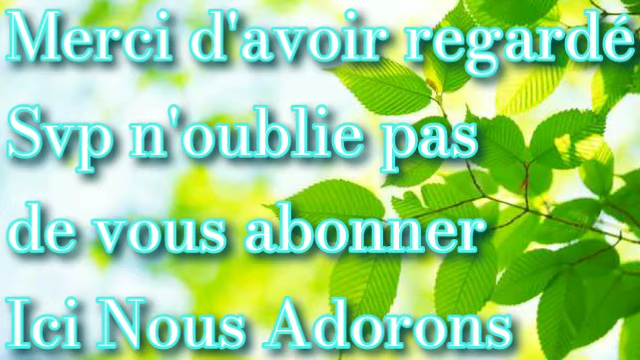 Merci d'avoir regardé
Svp n'oublie pas
de vous abonner
Ici Nous Adorons